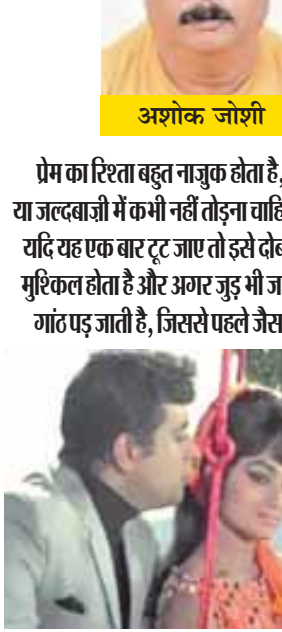 अशोक जोशी
प्रेम का रिश्ता बहुत नाजुक होता है,
या जल्दबाज़ी में कभी नहीं तोड़ना चाहि
यदि यह एक बार टूट जाए तो इसे दोब
मुश्किल होता है और अगर जुड़ भी ज
गांठ पड़ जाती है, जिससे पहले जैस